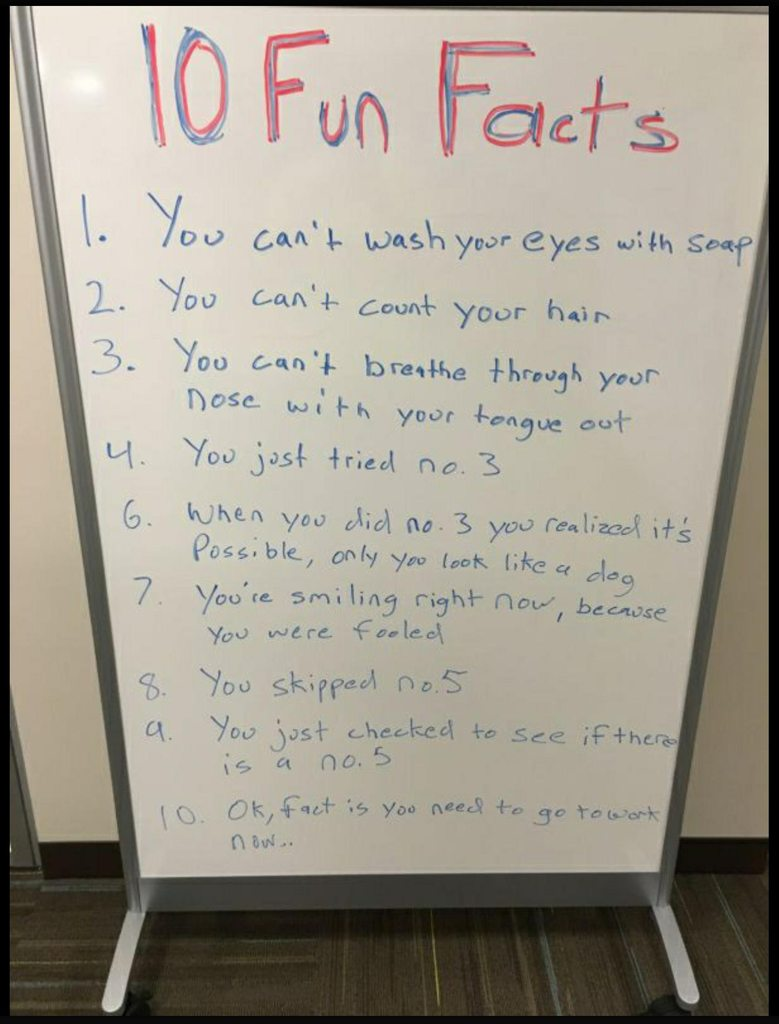 10 Fun Facts
1. You can't wash your eyes with soap
2. You can't count your hair
3. You can't breathe through your
nose with your tongue out
4. You just tried no. 3
6. When you did no. 3 you realized it's
Possible, only you look like a dog
7. You're smiling right now, because
you were fooled
8. You skipped no.5
9. You just checked to see if there
is a no. 5
10. Ok, fact is you need to go to work
now..